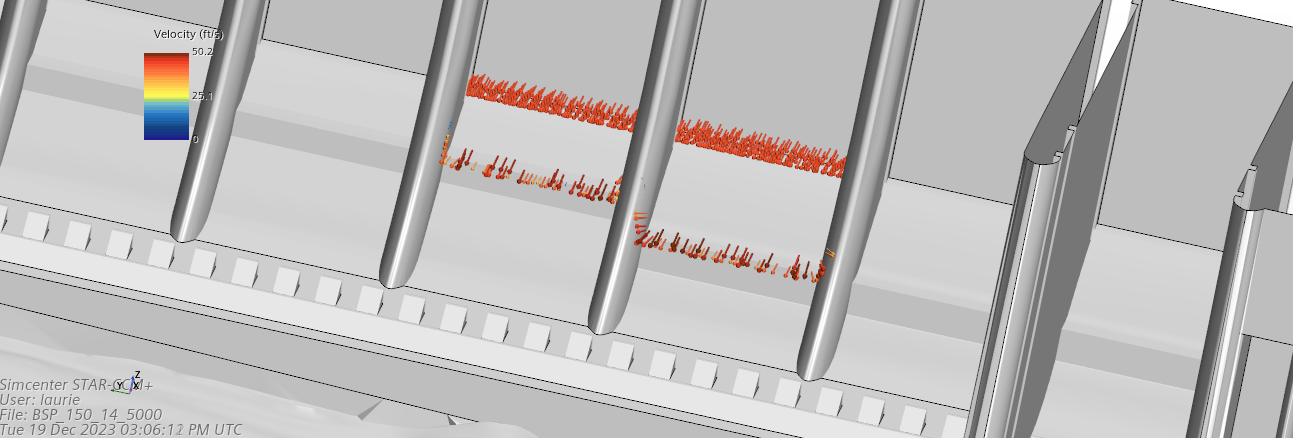 Velocity (ft/s)
50.2
25.1
0
Z
Y X
Simcenter STAR-CCM+
User: laurie
File: BSP_150_14_5000
Tue 19 Dec 2023 03:06:12 PM UTC